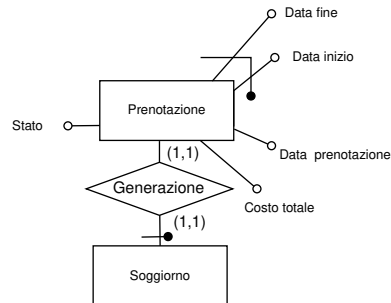 Data fine
Data inizio
Prenotazione
Stato
(1,1)
Data prenotazione
Generazione
Costo totale
(1,1)
Soggiorno